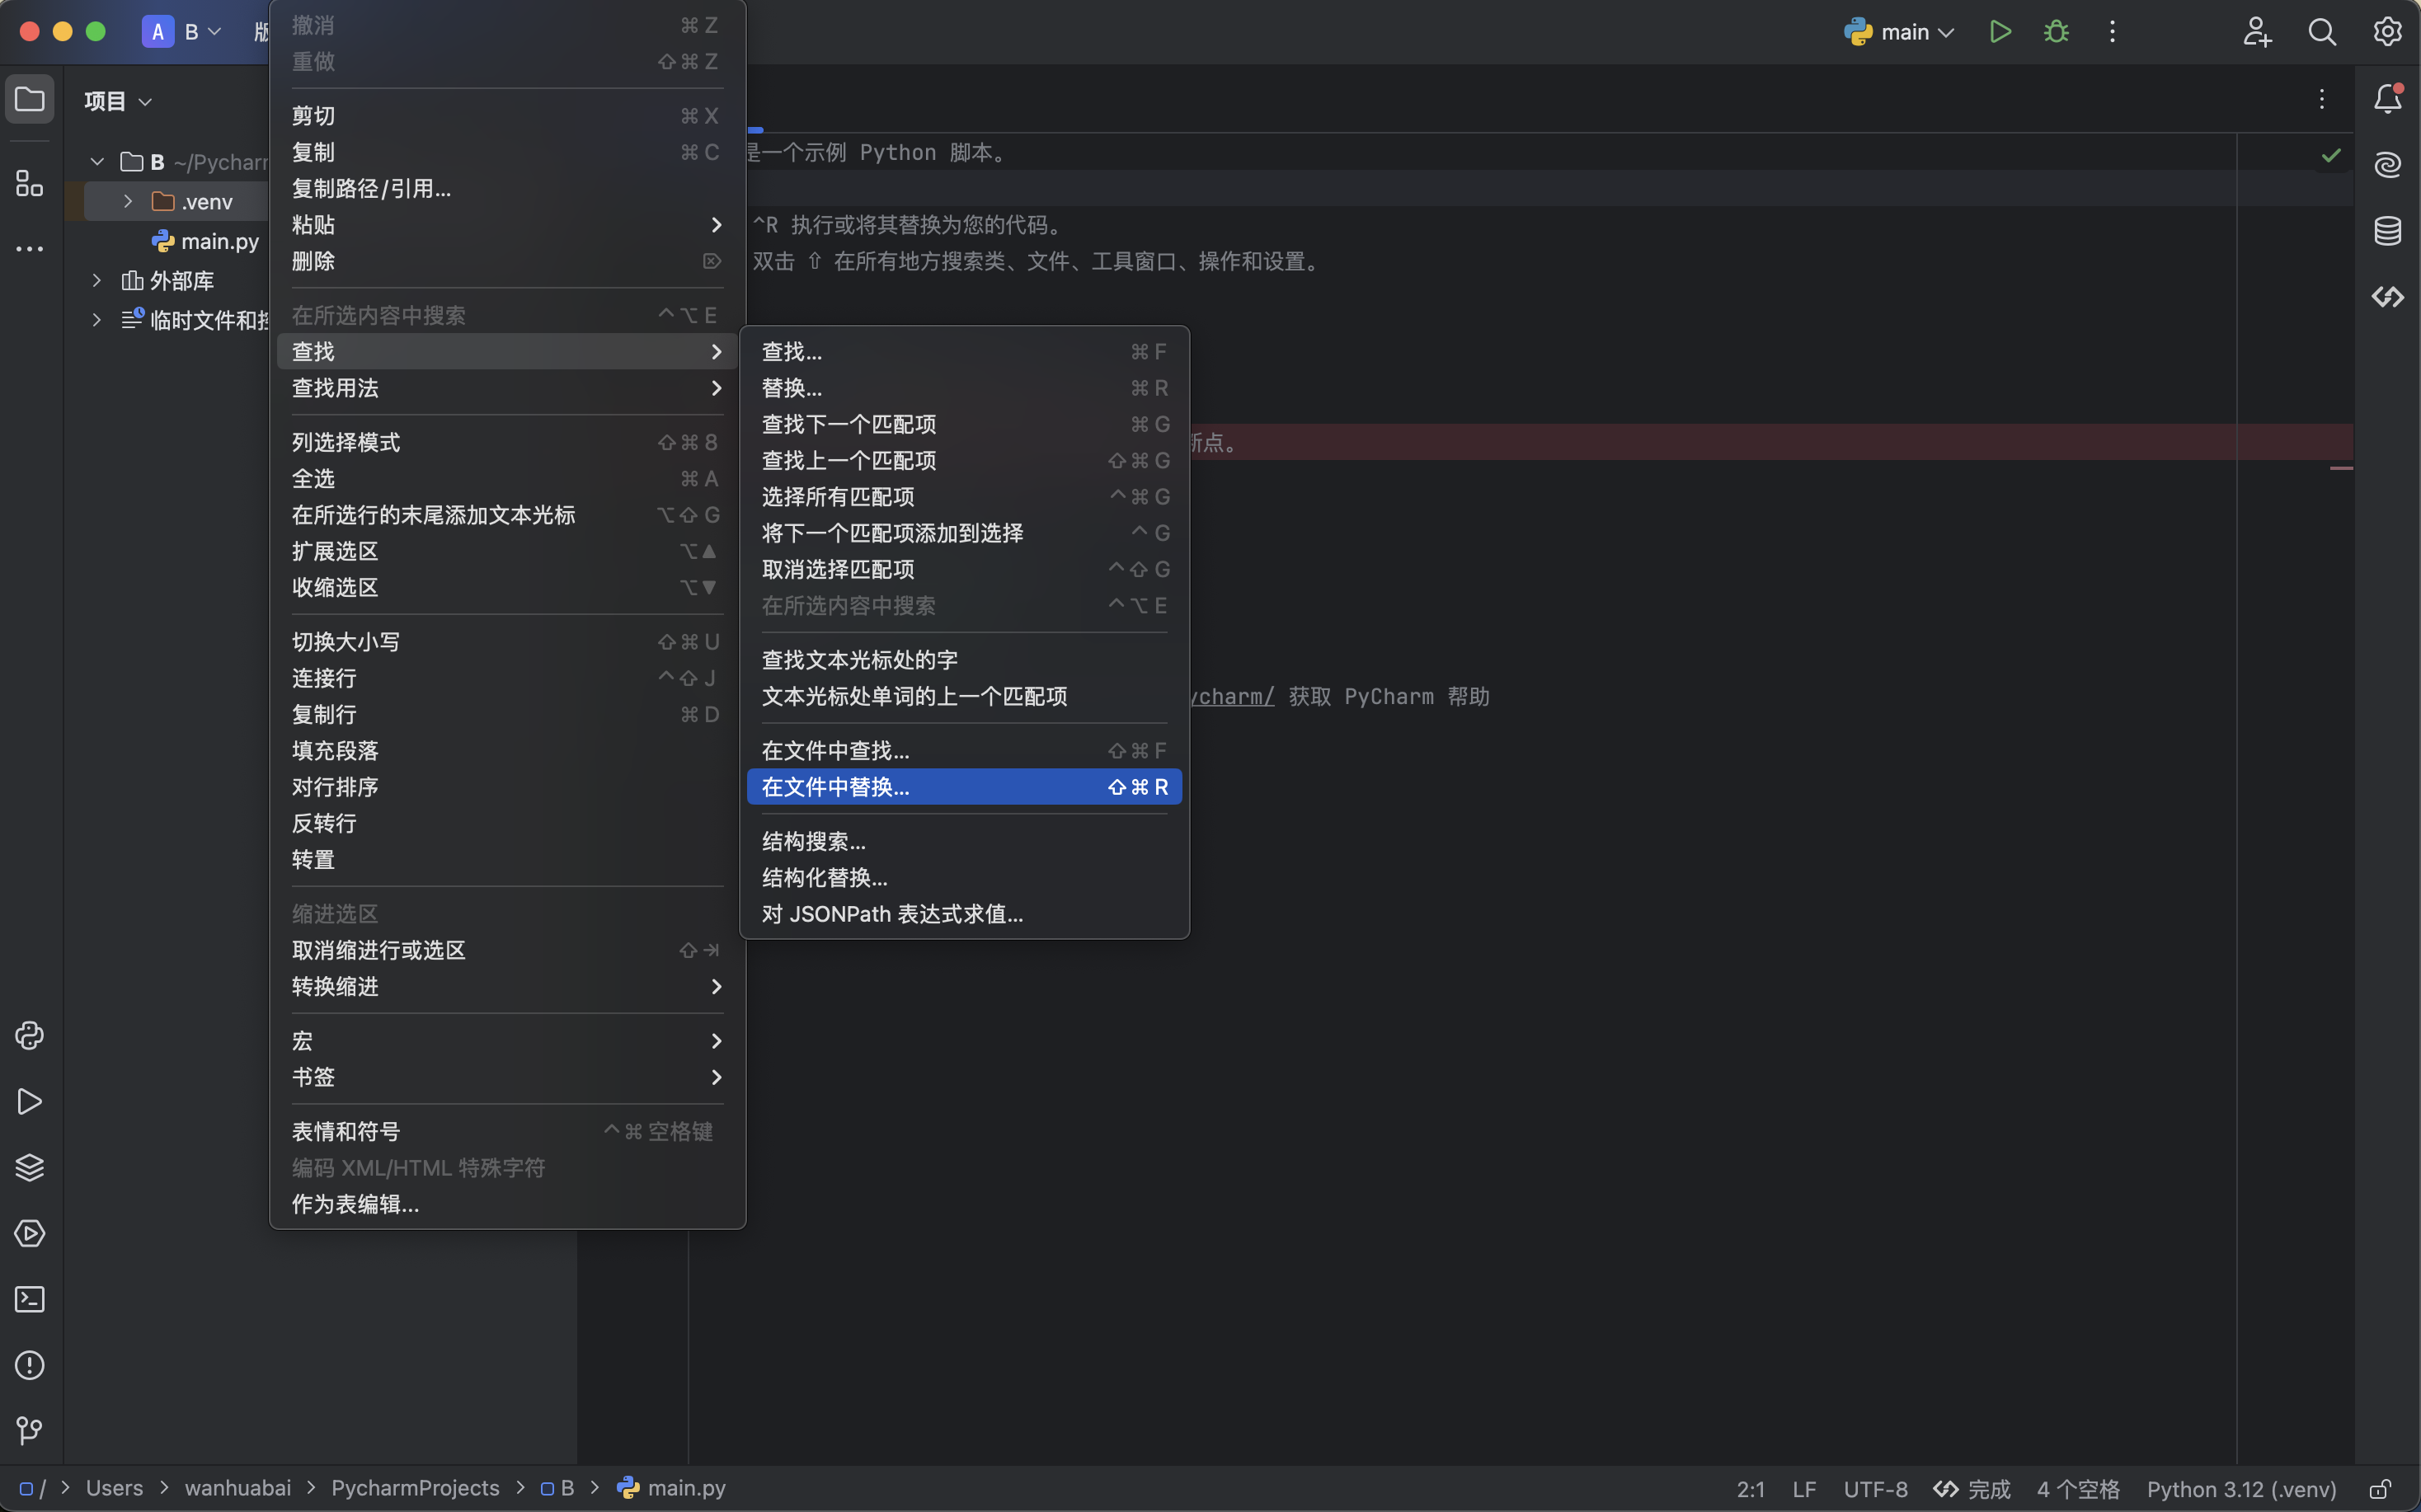 A B
main
项目
B ~/Pycharm
.venv
main.py
外部库
临时文件和
撤消 ⌘ Z
重做 ⇧ ⌘ Z
剪切 ⌘ X
复制 ⌘ C
复制路径/引用...
粘贴
删除
在所选内容中搜索 ^ ⌥ E
查找
查找用法
列选择模式 ⇧ ⌘ 8
全选 ⌘ A
在所选行的末尾添加文本光标 ⌥ ⇧ G
扩展选区 ⌥ ▲
收缩选区 ⌥ ▼
切换大小写 ⇧ ⌘ U
连接行 ^ ⇧ J
复制行 ⌘ D
填充段落
对行排序
反转行
转置
缩进选区
取消缩进行或选区 ⇧ ⇥
转换缩进
宏
书签
表情和符号 ^ ⌘ 空格键
编码 XML/HTML 特殊字符
作为表编辑...
查找... ⌘ F
替换... ⌘ R
查找下一个匹配项 ⌘ G
查找上一个匹配项 ⇧ ⌘ G
选择所有匹配项 ^ ⌘ G
将下一个匹配项添加到选择 ^ G
取消选择匹配项 ^ ⇧ G
在所选内容中搜索 ^ ⌥ E
查找文本光标处的字
文本光标处单词的上一个匹配项
在文件中查找... ⇧ ⌘ F
在文件中替换... ⇧ ⌘ R
结构搜索...
结构化替换...
对 JSONPath 表达式求值...
是一个示例 Python 脚本。
^R 执行或将其替换为您的代码。
双击 ⇧ 在所有地方搜索类、文件、工具窗口、操作和设置。
断点。
ycharm/ 获取 PyCharm 帮助
/ > Users > wanhuabai > PycharmProjects > B > main.py
2:1 LF UTF-8 完成 4 个空格 Python 3.12 (.venv)